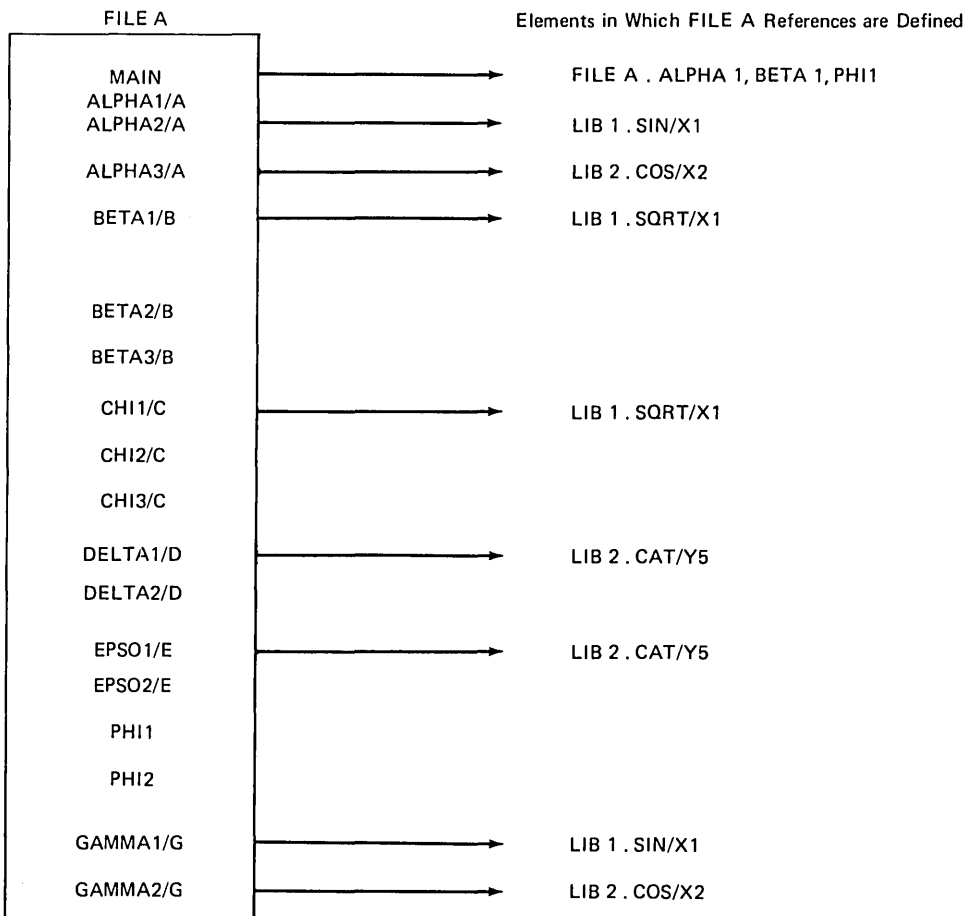 FILE A Elements in Which FILE A References are Defined
MAIN FILE A . ALPHA 1, BETA 1, PHI1
ALPHA1/A
ALPHA2/A LIB 1 . SIN/X1
ALPHA3/A LIB 2 . COS/X2
BETA1/B LIB 1 . SQRT/X1
BETA2/B
BETA3/B
CHI1/C LIB 1 . SQRT/X1
CHI2/C
CHI3/C
DELTA1/D LIB 2 . CAT/Y5
DELTA2/D
EPSO1/E LIB 2 . CAT/Y5
EPSO2/E
PHI1
PHI2
GAMMA1/G LIB 1 . SIN/X1
GAMMA2/G LIB 2 . COS/X2